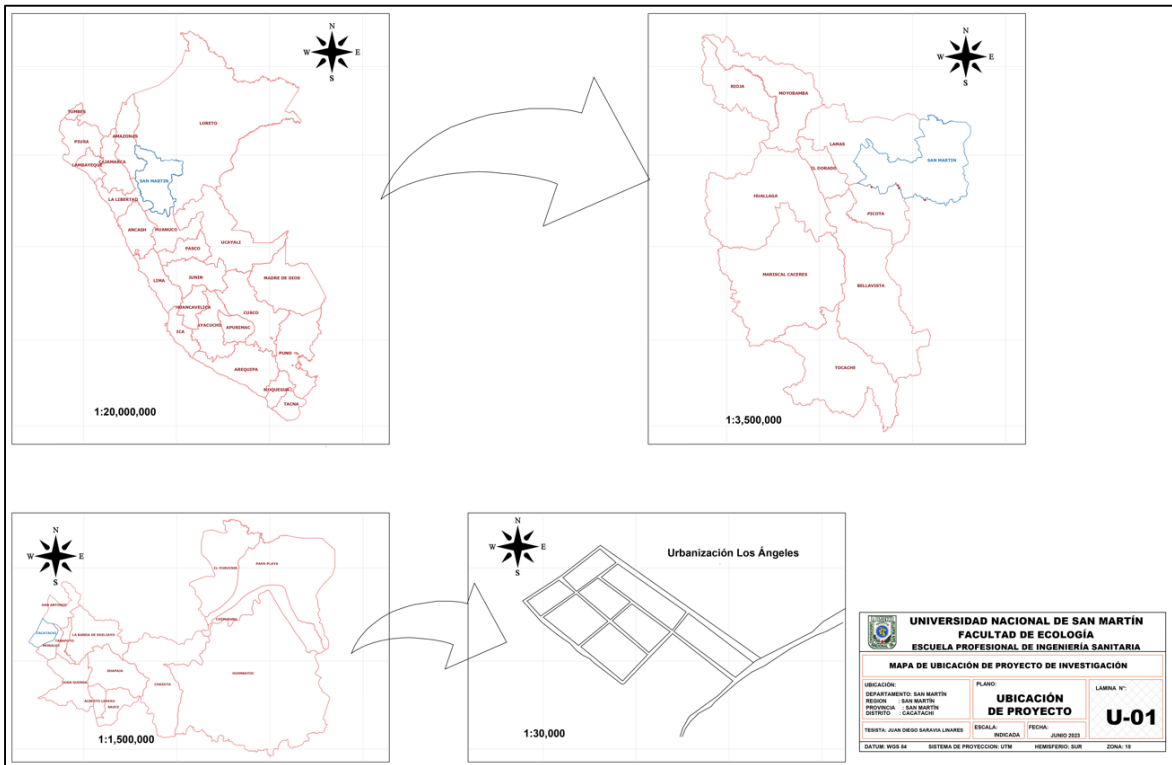 N
W E
S
TUMBES
PIURA
LAMBAYEQUE
AMAZONAS
CAJAMARCA
LORETO
SAN MARTIN
LA LIBERTAD
ANCASH
HUANUCO
UCAYALI
PASCO
LIMA
JUNIN
MADRE DE DIOS
HUANCAVELICA
CUSCO
ICA
AYACUCHO
APURIMAC
PUNO
AREQUIPA
MOQUEGUA
TACNA
1:20,000,000
N
W E
S
RIOJA
MOYOBAMBA
LAMAS
SAN MARTIN
EL DORADO
HUALLAGA
PICOTA
MARISCAL CACERES
BELLAVISTA
TOCACHE
1:3,500,000
N
W E
S
EL PORVENIR
PAPA PLAYA
SAN ANTONIO
CACATACHI
LA BANDA DE SHILCAYO
TARAPOTO
MORALES
CHAZUTA
HUIMBAYOC
JUAN GUERRA
ALBERTO LEVEAU
SAUCE
1:1,500,000
N
W E
S
Urbanización Los Ángeles
1:30,000
UNIVERSIDAD NACIONAL DE SAN MARTÍN
FACULTAD DE ECOLOGÍA
ESCUELA PROFESIONAL DE INGENIERÍA SANITARIA
MAPA DE UBICACIÓN DE PROYECTO DE INVESTIGACIÓN
UBICACIÓN:
DEPARTAMENTO: SAN MARTÍN
REGION : SAN MARTÍN
PROVINCIA : SAN MARTÍN
DISTRITO : CACATACHI
PLANO:
UBICACIÓN
DE PROYECTO
LAMINA N°:
U-01
TESISTA: JUAN DIEGO SARAVIA LINARES
ESCALA:
INDICADA
FECHA:
JUNIO 2023
DATUM: WGS 84 SISTEMA DE PROYECCION: UTM HEMISFERIO: SUR ZONA: 18